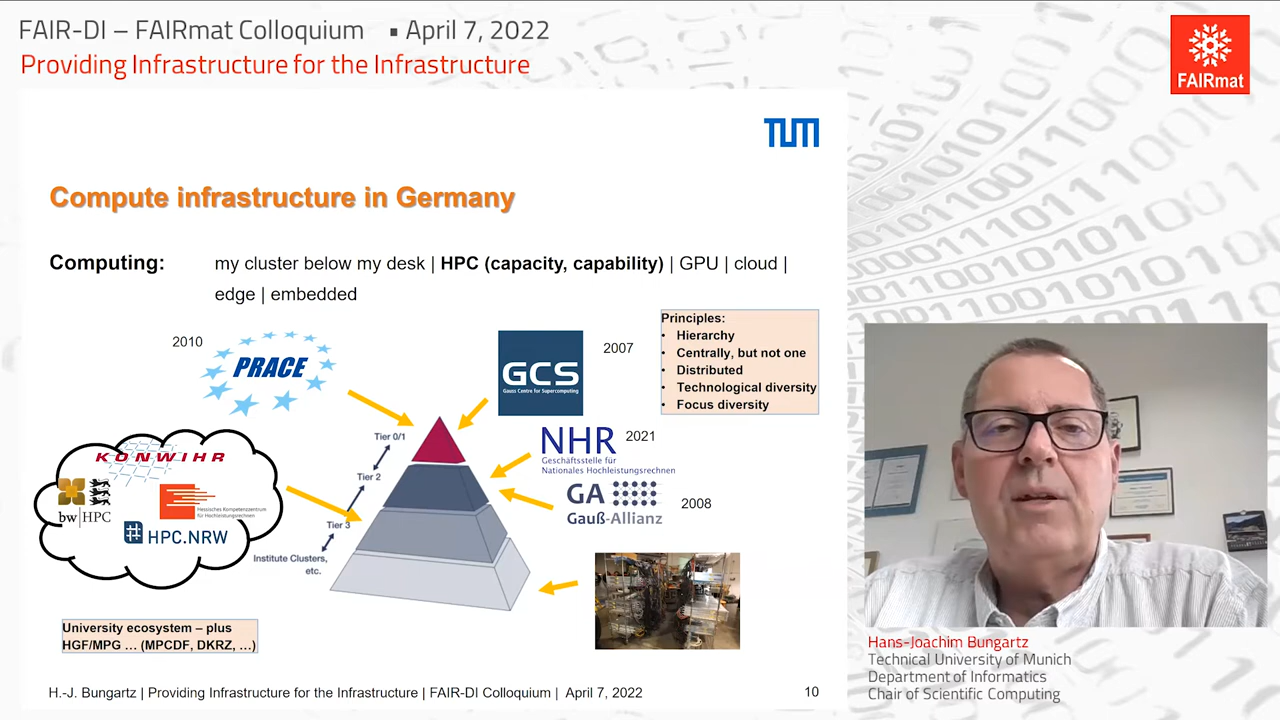 FAIR-DI – FAIRmat Colloquium ▪ April 7, 2022
Providing Infrastructure for the Infrastructure
FAIRmat
TUM
Compute infrastructure in Germany
Computing: my cluster below my desk | HPC (capacity, capability) | GPU | cloud |
edge | embedded
2010
PRACE
GCS
Gauss Centre for Supercomputing
2007
Principles:
• Hierarchy
• Centrally, but not one
• Distributed
• Technological diversity
• Focus diversity
Tier 0/1
Tier 2
Tier 3
Institute Clusters,
etc.
NHR
2021
Geschäftsstelle für
Nationales Hochleistungsrechnen
GA
Gauß-Allianz
2008
KONWIHR
bw|HPC
Hessisches Kompetenzzentrum
für Hochleistungsrechnen
HPC.NRW
University ecosystem – plus
HGF/MPG … (MPCDF, DKRZ, …)
H.-J. Bungartz | Providing Infrastructure for the Infrastructure | FAIR-DI Colloquium | April 7, 2022
10
Hans-Joachim Bungartz
Technical University of Munich
Department of Informatics
Chair of Scientific Computing